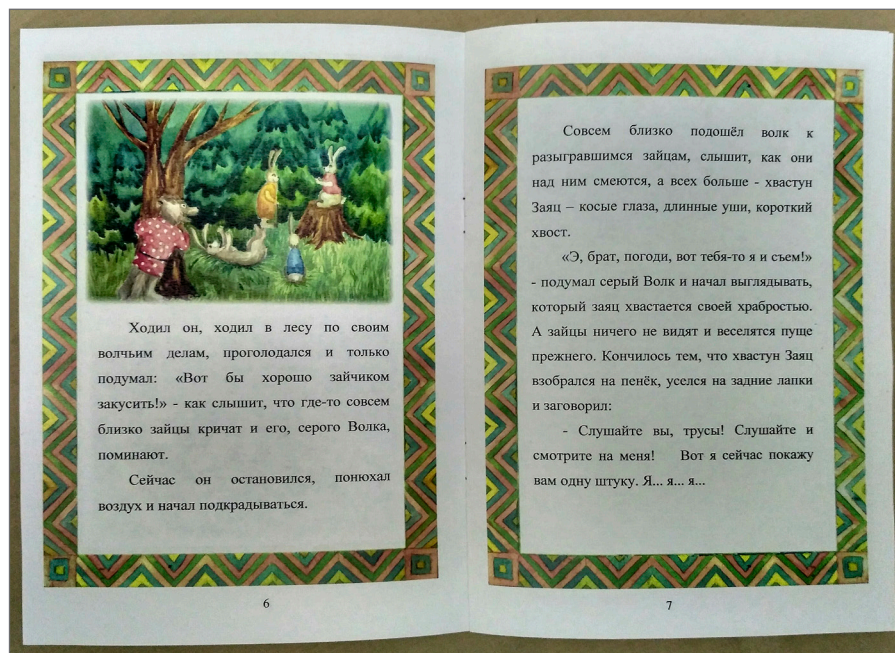 Ходил он, ходил в лесу по своим
волчьим делам, проголодался и только
подумал: «Вот бы хорошо зайчиком
закусить!» - как слышит, что где-то совсем
близко зайцы кричат и его, серого Волка,
поминают.
Сейчас он остановился, понюхал
воздух и начал подкрадываться.
6
Совсем близко подошёл волк к
разыгравшимся зайцам, слышит, как они
над ним смеются, а всех больше - хвастун
Заяц – косые глаза, длинные уши, короткий
хвост.
«Э, брат, погоди, вот тебя-то я и съем!»
- подумал серый Волк и начал выглядывать,
который заяц хвастается своей храбростью.
А зайцы ничего не видят и веселятся пуще
прежнего. Кончилось тем, что хвастун Заяц
взобрался на пенёк, уселся на задние лапки
и заговорил:
- Слушайте вы, трусы! Слушайте и
смотрите на меня! Вот я сейчас покажу
вам одну штуку. Я... я... я...
7